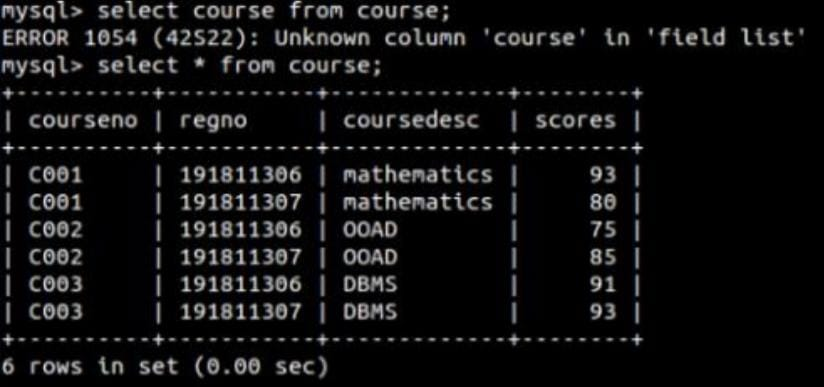 mysql> select course from course;
ERROR 1054 (42S22): Unknown column 'course' in 'field list'
mysql> select * from course;
+----------+-----------+-------------+--------+
| courseno | regno     | coursedesc  | scores |
+----------+-----------+-------------+--------+
| C001     | 191811306 | mathematics |     93 |
| C001     | 191811307 | mathematics |     80 |
| C002     | 191811306 | OOAD        |     75 |
| C002     | 191811307 | OOAD        |     85 |
| C003     | 191811306 | DBMS        |     91 |
| C003     | 191811307 | DBMS        |     93 |
+----------+-----------+-------------+--------+
6 rows in set (0.00 sec)